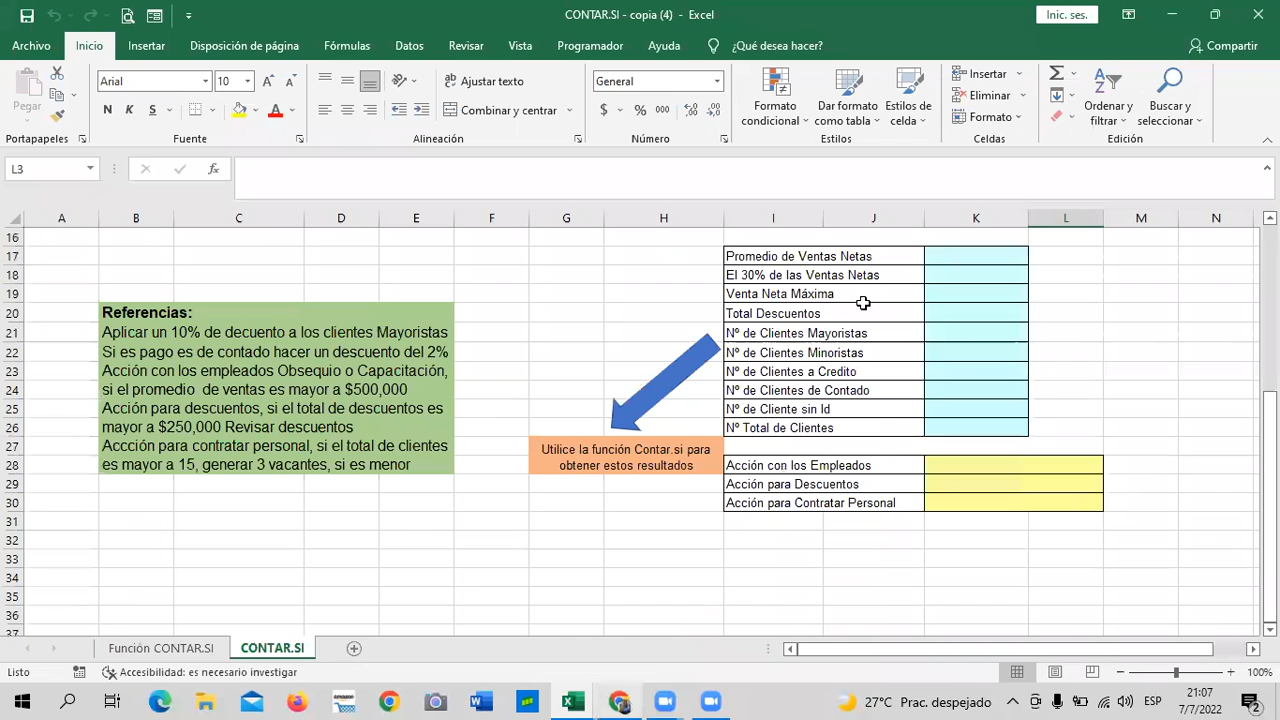 CONTAR.SI - copia (4) - Excel
Inic. ses.
Archivo Inicio Insertar Disposición de página Fórmulas Datos Revisar Vista Programador Ayuda ¿Qué desea hacer? Compartir
Pegar
Arial 10
N K S
Ajustar texto
Combinar y centrar
General
$ % 000
Formato condicional
Dar formato como tabla
Estilos de celda
Insertar
Eliminar
Formato
Ordenar y filtrar
Buscar y seleccionar
Portapapeles Fuente Alineación Número Estilos Celdas Edición
L3 fx
A B C D E F G H I J K L M N
16
17 Promedio de Ventas Netas
18 El 30% de las Ventas Netas
19 Venta Neta Máxima
20 Total Descuentos
21 Nº de Clientes Mayoristas
22 Nº de Clientes Minoristas
23 Nº de Clientes a Credito
24 Nº de Clientes de Contado
25 Nº de Cliente sin Id
26 Nº Total de Clientes
27
28 Acción con los Empleados
29 Acción para Descuentos
30 Acción para Contratar Personal
31
32
33
34
35
36
37
Referencias:
Aplicar un 10% de decuento a los clientes Mayoristas
Si es pago es de contado hacer un descuento del 2%
Acción con los empleados Obsequio o Capacitación,
si el promedio de ventas es mayor a $500,000
Acción para descuentos, si el total de descuentos es
mayor a $250,000 Revisar descuentos
Accción para contratar personal, si el total de clientes
es mayor a 15, generar 3 vacantes, si es menor
Utilice la función Contar.si para
obtener estos resultados
Función CONTAR.SI CONTAR.SI
Listo Accesibilidad: es necesario investigar 100%
27°C Prac. despejado ESP
21:07
7/7/2022
2